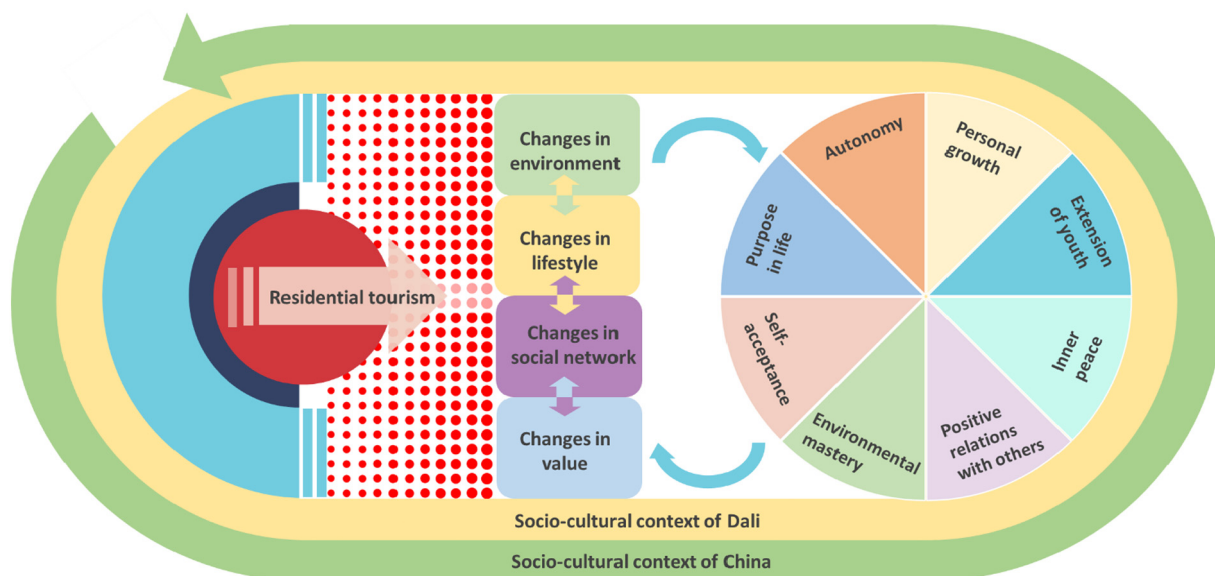 Residential tourism
Changes in
environment
Changes in
lifestyle
Changes in
social network
Changes in
value
Autonomy
Personal
growth
Extension
of youth
Inner
peace
Positive
relations
with others
Environmental
mastery
Self-
acceptance
Purpose
in life
Socio-cultural context of Dali
Socio-cultural context of China